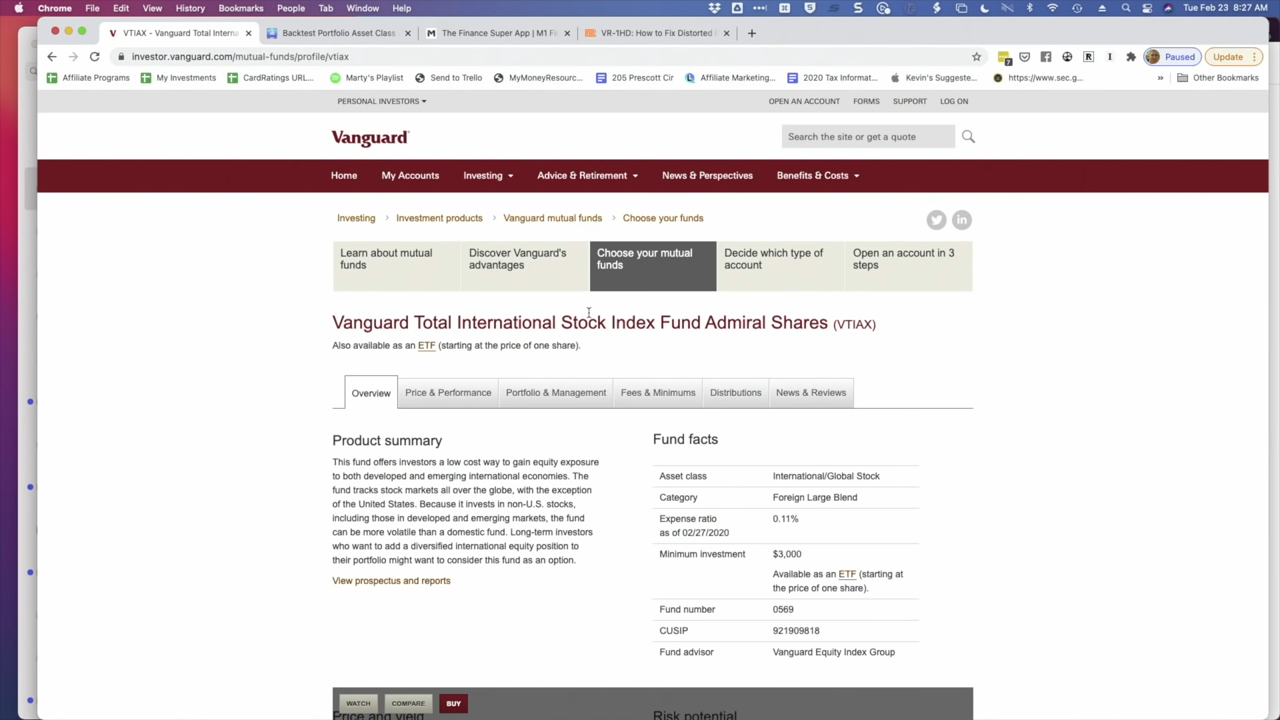 Chrome File Edit View History Bookmarks People Tab Window Help
Tue Feb 23 8:27 AM
VTIAX - Vanguard Total Interna
Backtest Portfolio Asset Class
The Finance Super App | M1 Fi
VR-1HD: How to Fix Distorted
investor.vanguard.com/mutual-funds/profile/vtiax
Paused
Update
Affiliate Programs
My Investments
CardRatings URL...
Marty's Playlist
Send to Trello
MyMoneyResourc...
205 Prescott Cir
Affiliate Marketing...
2020 Tax Informat...
Kevin's Suggeste...
https://www.sec.g...
»
Other Bookmarks
PERSONAL INVESTORS
OPEN AN ACCOUNT FORMS SUPPORT LOG ON
Vanguard
Search the site or get a quote
Home My Accounts Investing Advice & Retirement News & Perspectives Benefits & Costs
Investing > Investment products > Vanguard mutual funds > Choose your funds
Learn about mutual
funds
Discover Vanguard's
advantages
Choose your mutual
funds
Decide which type of
account
Open an account in 3
steps
Vanguard Total International Stock Index Fund Admiral Shares (VTIAX)
Also available as an ETF (starting at the price of one share).
Overview Price & Performance Portfolio & Management Fees & Minimums Distributions News & Reviews
Product summary
This fund offers investors a low cost way to gain equity exposure
to both developed and emerging international economies. The
fund tracks stock markets all over the globe, with the exception
of the United States. Because it invests in non-U.S. stocks,
including those in developed and emerging markets, the fund
can be more volatile than a domestic fund. Long-term investors
who want to add a diversified international equity position to
their portfolio might want to consider this fund as an option.
View prospectus and reports
Fund facts
Asset class International/Global Stock
Category Foreign Large Blend
Expense ratio 0.11%
as of 02/27/2020
Minimum investment $3,000
Available as an ETF (starting at
the price of one share).
Fund number 0569
CUSIP 921909818
Fund advisor Vanguard Equity Index Group
WATCH COMPARE BUY
Price and yield
Risk potential